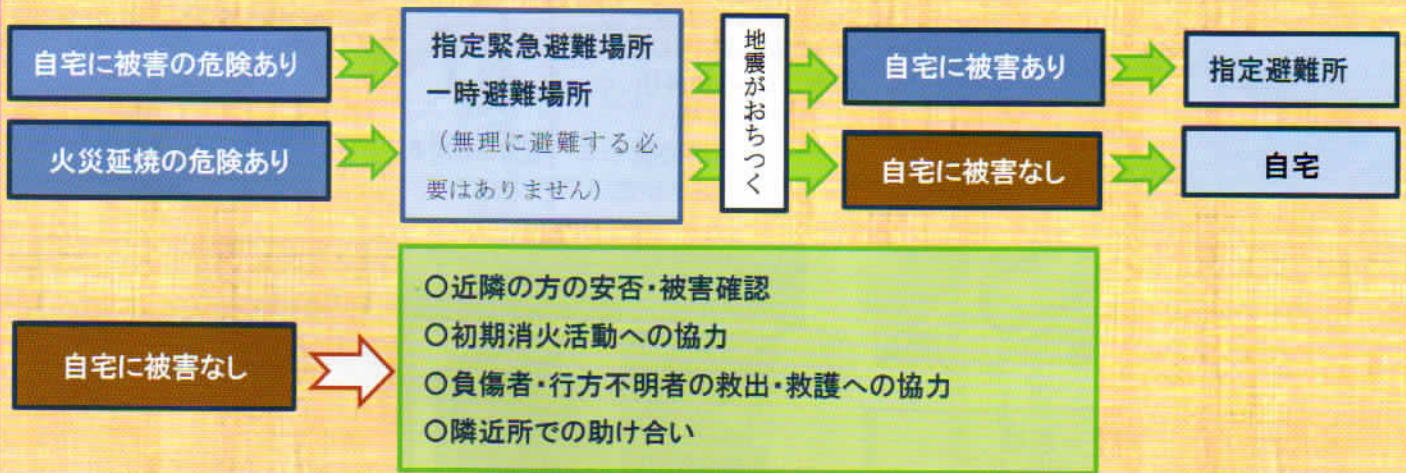 自宅に被害の危険あり
火災延焼の危険あり
指定緊急避難場所
一時避難場所
（無理に避難する必
要はありません）
地震がおちつく
自宅に被害あり
指定避難所
自宅に被害なし
自宅
自宅に被害なし
○近隣の方の安否・被害確認
○初期消火活動への協力
○負傷者・行方不明者の救出・救護への協力
○隣近所での助け合い